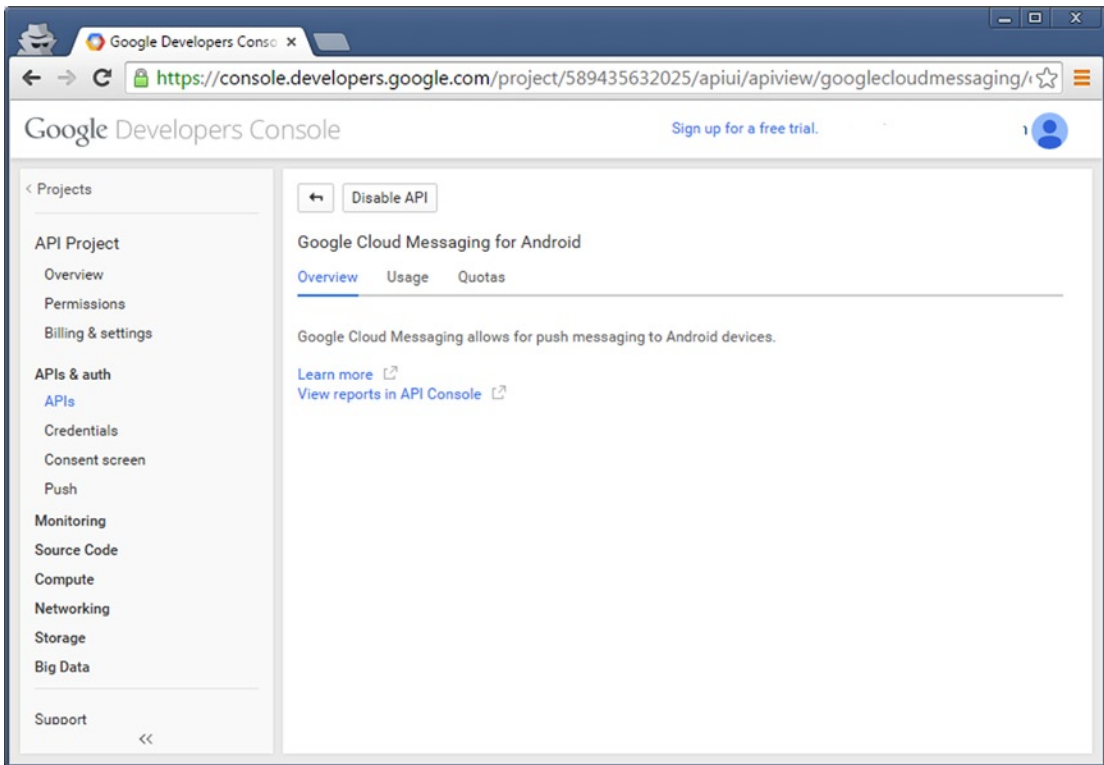 Google Developers Conso
https://console.developers.google.com/project/589435632025/apiui/apiview/googlecloudmessaging/
Google Developers Console
Sign up for a free trial.
Projects
API Project
Overview
Permissions
Billing & settings
APIs & auth
APIs
Credentials
Consent screen
Push
Monitoring
Source Code
Compute
Networking
Storage
Big Data
Support
Disable API
Google Cloud Messaging for Android
Overview Usage Quotas
Google Cloud Messaging allows for push messaging to Android devices.
Learn more
View reports in API Console